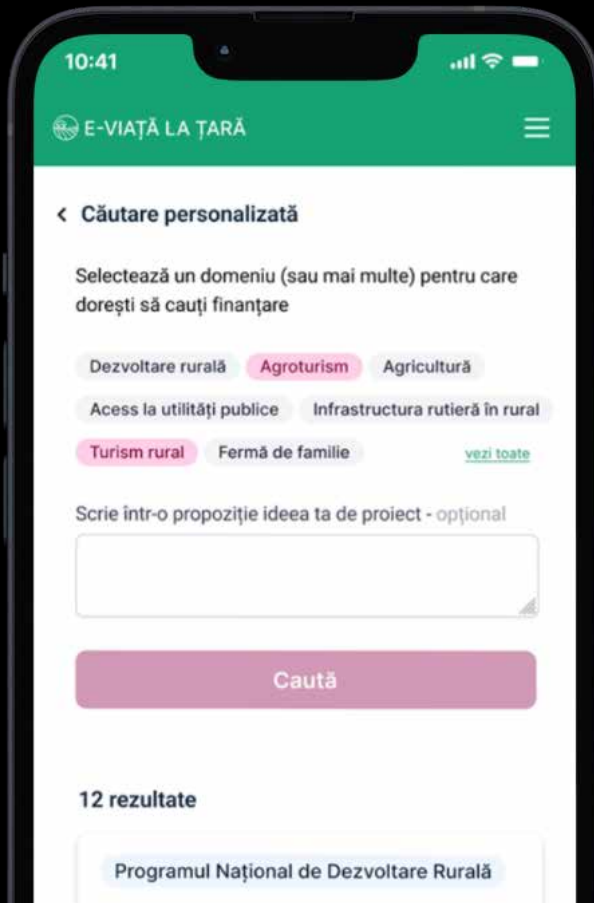 10:41
E-VIAȚĂ LA ȚARĂ
Căutare personalizată
Selectează un domeniu (sau mai multe) pentru care
dorești să cauți finanțare
Dezvoltare rurală Agroturism Agricultură
Acess la utilități publice Infrastructura rutieră în rural
Turism rural Fermă de familie vezi toate
Scrie într-o propoziție ideea ta de proiect - opțional
Caută
12 rezultate
Programul Național de Dezvoltare Rurală